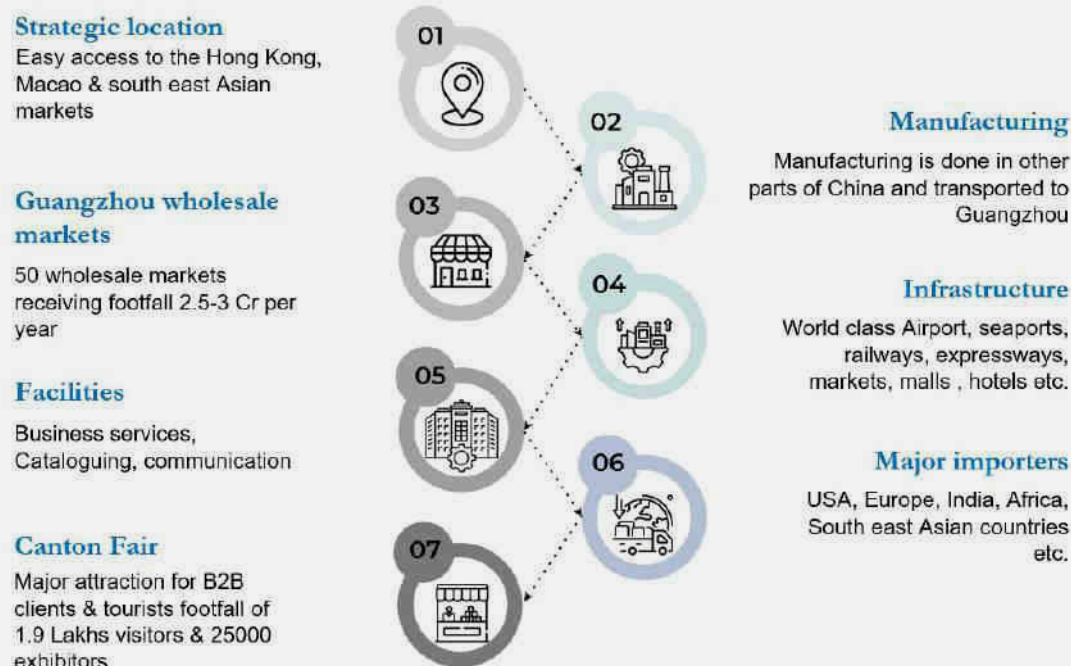 01
Strategic location
Easy access to the Hong Kong,
Macao & south east Asian
markets
02
Manufacturing
Manufacturing is done in other
parts of China and transported to
Guangzhou
03
Guangzhou wholesale
markets
50 wholesale markets
receiving footfall 2.5-3 Cr per
year
04
Infrastructure
World class Airport, seaports,
railways, expressways,
markets, malls , hotels etc.
05
Facilities
Business services,
Cataloguing, communication
06
Major importers
USA, Europe, India, Africa,
South east Asian countries
etc.
07
Canton Fair
Major attraction for B2B
clients & tourists footfall of
1.9 Lakhs visitors & 25000
exhibitors